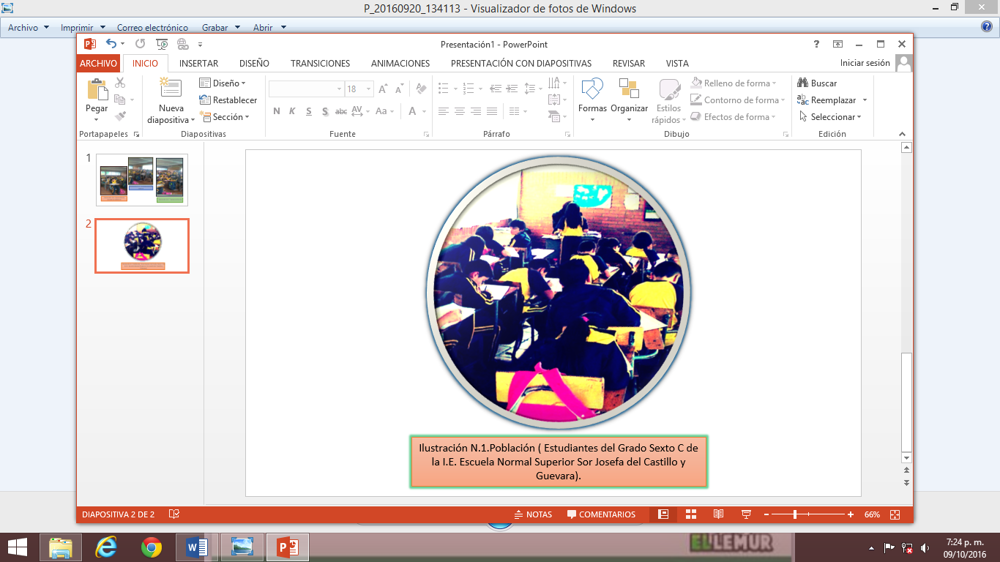 P_20160920_134113 - Visualizador de fotos de Windows
Archivo Imprimir Correo electrónico Grabar Abrir
Presentación1 - PowerPoint
ARCHIVO INICIO INSERTAR DISEÑO TRANSICIONES ANIMACIONES PRESENTACIÓN CON DIAPOSITIVAS REVISAR VISTA Iniciar sesión
Pegar
Portapapeles
Nueva
diapositiva
Diseño
Restablecer
Sección
Diapositivas
18
N K S S abc AV Aa A
Fuente
Párrafo
Formas
Organizar
Estilos
rápidos
Relleno de forma
Contorno de forma
Efectos de forma
Dibujo
Buscar
Reemplazar
Seleccionar
Edición
1
2
Ilustración N.1.Población ( Estudiantes del Grado Sexto C de
la I.E. Escuela Normal Superior Sor Josefa del Castillo y
Guevara).
DIAPOSITIVA 2 DE 2 NOTAS COMENTARIOS 66%
ELLEMUR
7:24 p. m.
09/10/2016